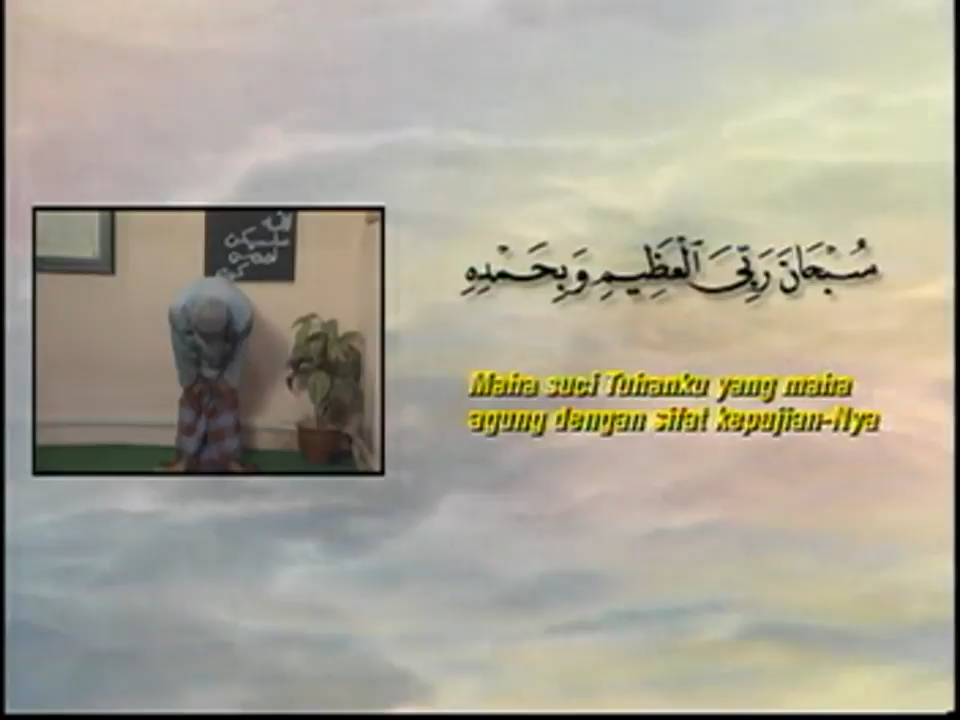 سُبْحَانَ رَبِّيَ الْعَظِيمِ وَبِحَمْدِهِ
Maha suci Tuhanku yang maha
agung dengan sifat kepujian-Nya